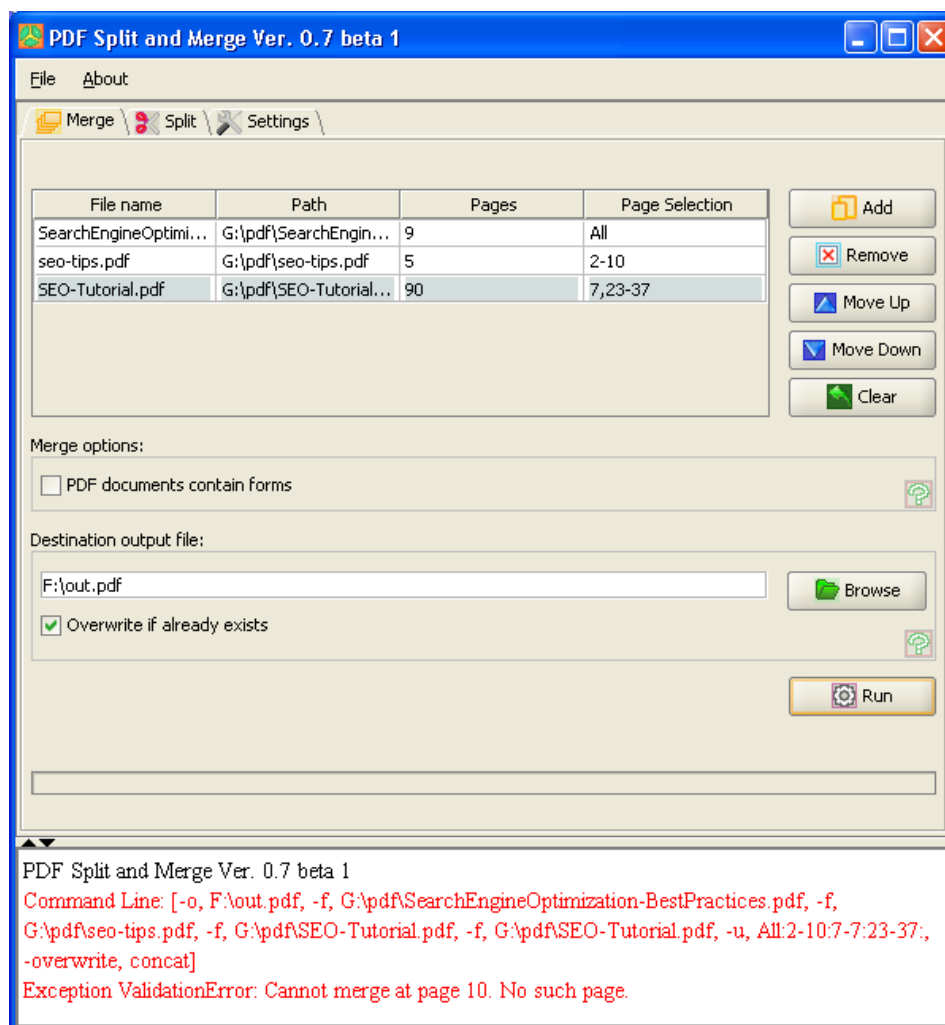 PDF Split and Merge Ver. 0.7 beta 1
File About
Merge Split Settings
File name Path Pages Page Selection
SearchEngineOptimi... G:\pdf\SearchEngin... 9 All
seo-tips.pdf G:\pdf\seo-tips.pdf 5 2-10
SEO-Tutorial.pdf G:\pdf\SEO-Tutorial... 90 7,23-37
Add
Remove
Move Up
Move Down
Clear
Merge options:
PDF documents contain forms
Destination output file:
F:\out.pdf
Browse
Overwrite if already exists
Run
PDF Split and Merge Ver. 0.7 beta 1
Command Line: [-o, F:\out.pdf, -f, G:\pdf\SearchEngineOptimization-BestPractices.pdf, -f,
G:\pdf\seo-tips.pdf, -f, G:\pdf\SEO-Tutorial.pdf, -f, G:\pdf\SEO-Tutorial.pdf, -u, All:2-10:7-7:23-37:,
-overwrite, concat]
Exception ValidationError: Cannot merge at page 10. No such page.